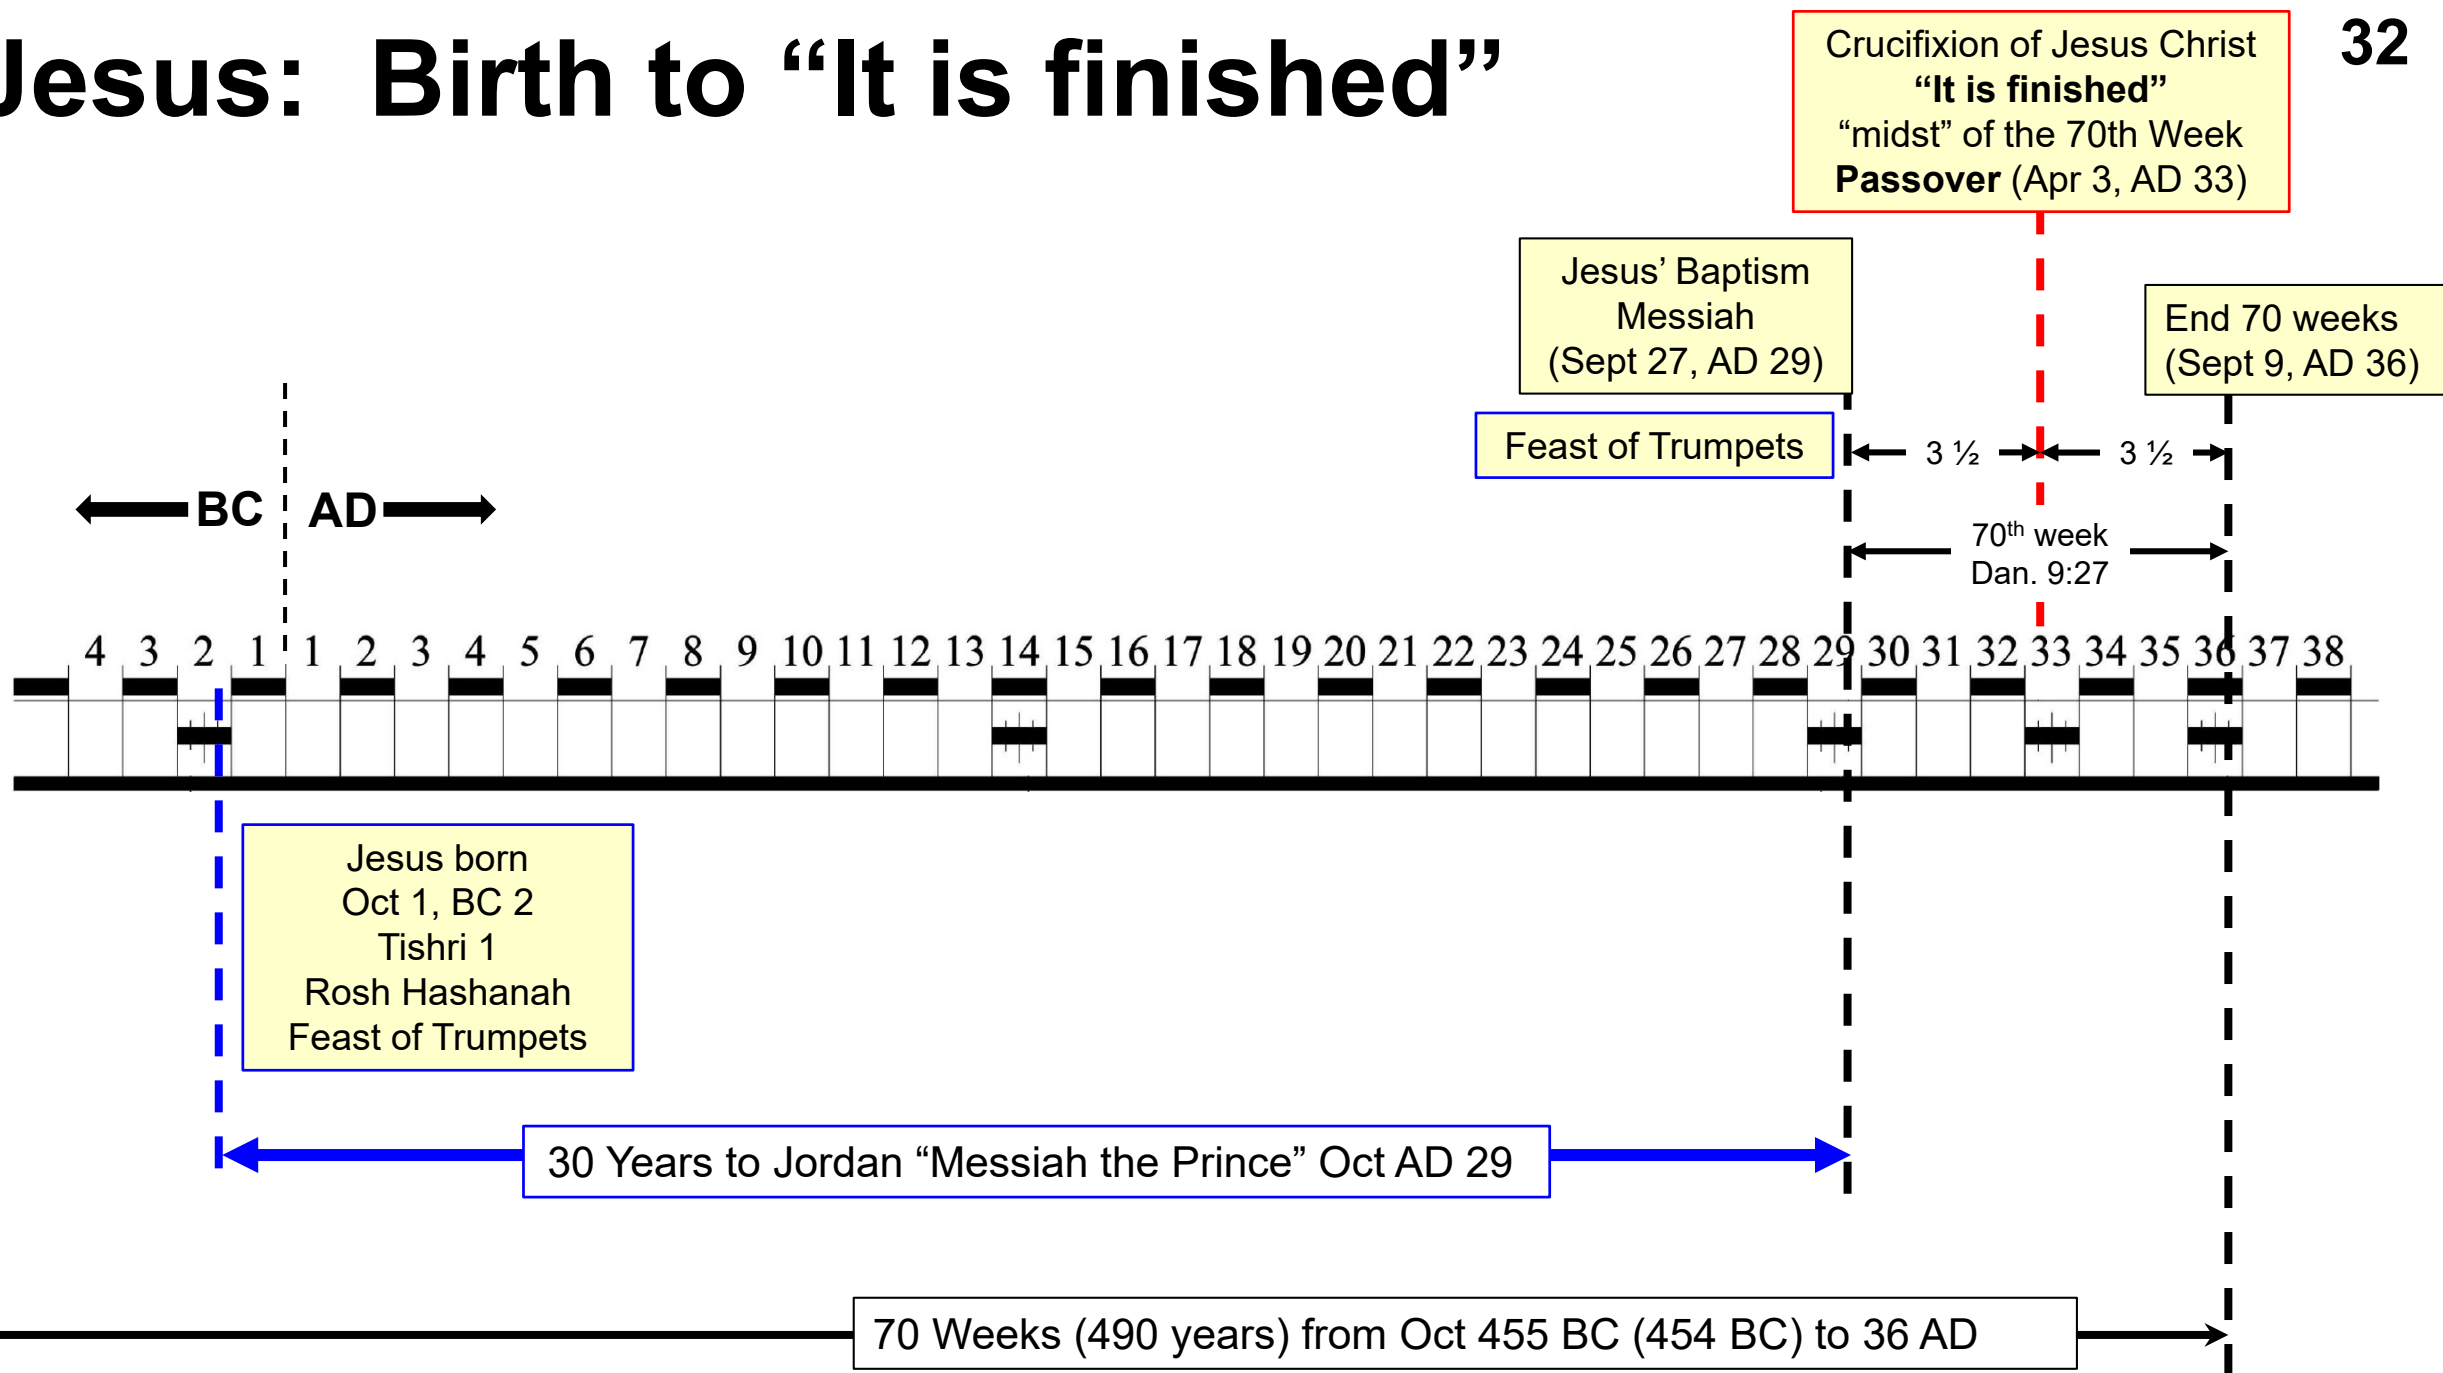 Jesus: Birth to “It is finished”
32
Crucifixion of Jesus Christ
“It is finished”
“midst” of the 70th Week
Passover (Apr 3, AD 33)
Jesus’ Baptism
Messiah
(Sept 27, AD 29)
End 70 weeks
(Sept 9, AD 36)
Feast of Trumpets
3 ½
3 ½
BC
AD
70th week
Dan. 9:27
4 3 2 1 1 2 3 4 5 6 7 8 9 10 11 12 13 14 15 16 17 18 19 20 21 22 23 24 25 26 27 28 29 30 31 32 33 34 35 36 37 38
Jesus born
Oct 1, BC 2
Tishri 1
Rosh Hashanah
Feast of Trumpets
30 Years to Jordan “Messiah the Prince” Oct AD 29
70 Weeks (490 years) from Oct 455 BC (454 BC) to 36 AD